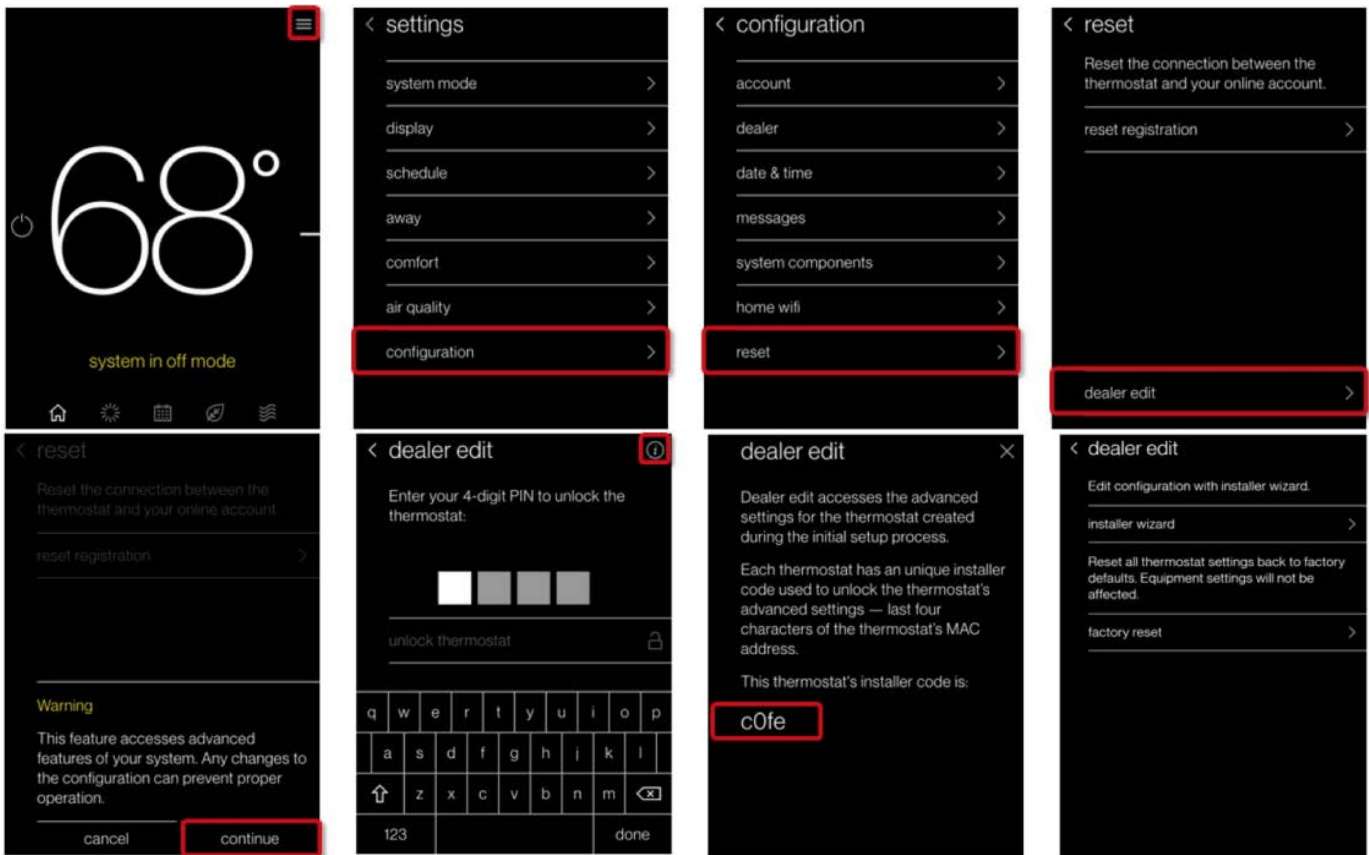 68°
system in off mode
settings
system mode
display
schedule
away
comfort
air quality
configuration
configuration
account
dealer
date & time
messages
system components
home wifi
reset
reset
Reset the connection between the
thermostat and your online account.
reset registration
dealer edit
reset
Reset the connection between the
thermostat and your online account
reset registration
Warning
This feature accesses advanced
features of your system. Any changes to
the configuration can prevent proper
operation.
cancel continue
dealer edit
Enter your 4-digit PIN to unlock the
thermostat:
unlock thermostat
q w e r t y u i o p
a s d f g h j k l
z x c v b n m
123 done
dealer edit
Dealer edit accesses the advanced
settings for the thermostat created
during the initial setup process.
Each thermostat has an unique installer
code used to unlock the thermostat's
advanced settings — last four
characters of the thermostat's MAC
address.
This thermostat's installer code is:
c0fe
dealer edit
Edit configuration with installer wizard.
installer wizard
Reset all thermostat settings back to factory
defaults. Equipment settings will not be
affected.
factory reset